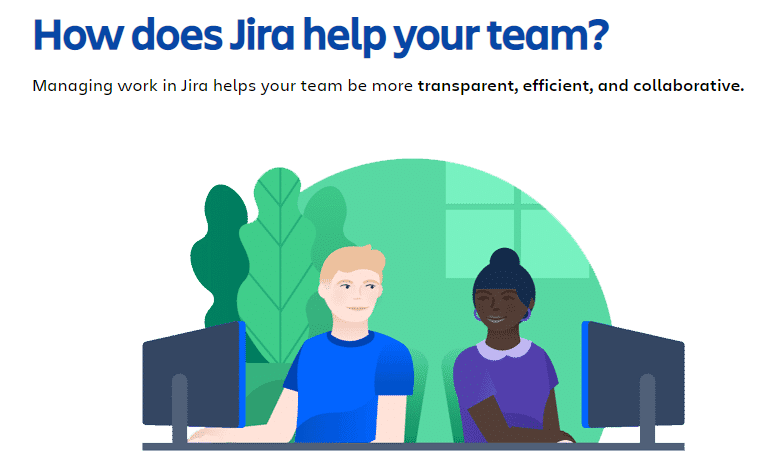 How does Jira help your team?
Managing work in Jira helps your team be more transparent, efficient, and collaborative.